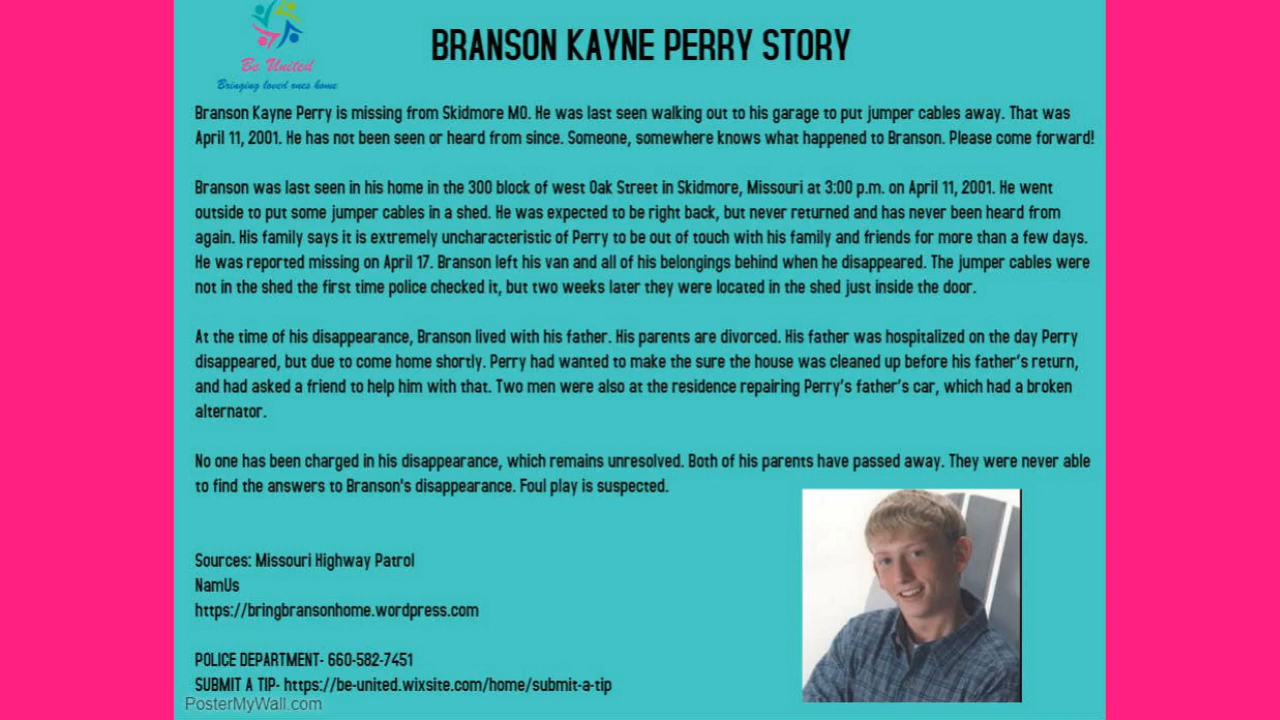 Be United
Bringing loved ones home
BRANSON KAYNE PERRY STORY
Branson Kayne Perry is missing from Skidmore MO. He was last seen walking out to his garage to put jumper cables away. That was
April 11, 2001. He has not been seen or heard from since. Someone, somewhere knows what happened to Branson. Please come forward!
Branson was last seen in his home in the 300 block of west Oak Street in Skidmore, Missouri at 3:00 p.m. on April 11, 2001. He went
outside to put some jumper cables in a shed. He was expected to be right back, but never returned and has never been heard from
again. His family says it is extremely uncharacteristic of Perry to be out of touch with his family and friends for more than a few days.
He was reported missing on April 17. Branson left his van and all of his belongings behind when he disappeared. The jumper cables were
not in the shed the first time police checked it, but two weeks later they were located in the shed just inside the door.
At the time of his disappearance, Branson lived with his father. His parents are divorced. His father was hospitalized on the day Perry
disappeared, but due to come home shortly. Perry had wanted to make the sure the house was cleaned up before his father's return,
and had asked a friend to help him with that. Two men were also at the residence repairing Perry's father's car, which had a broken
alternator.
No one has been charged in his disappearance, which remains unresolved. Both of his parents have passed away. They were never able
to find the answers to Branson's disappearance. Foul play is suspected.
Sources: Missouri Highway Patrol
NamUs
https://bringbransonhome.wordpress.com
POLICE DEPARTMENT- 660-582-7451
SUBMIT A TIP- https://be-united.wixsite.com/home/submit-a-tip
PosterMyWall.com